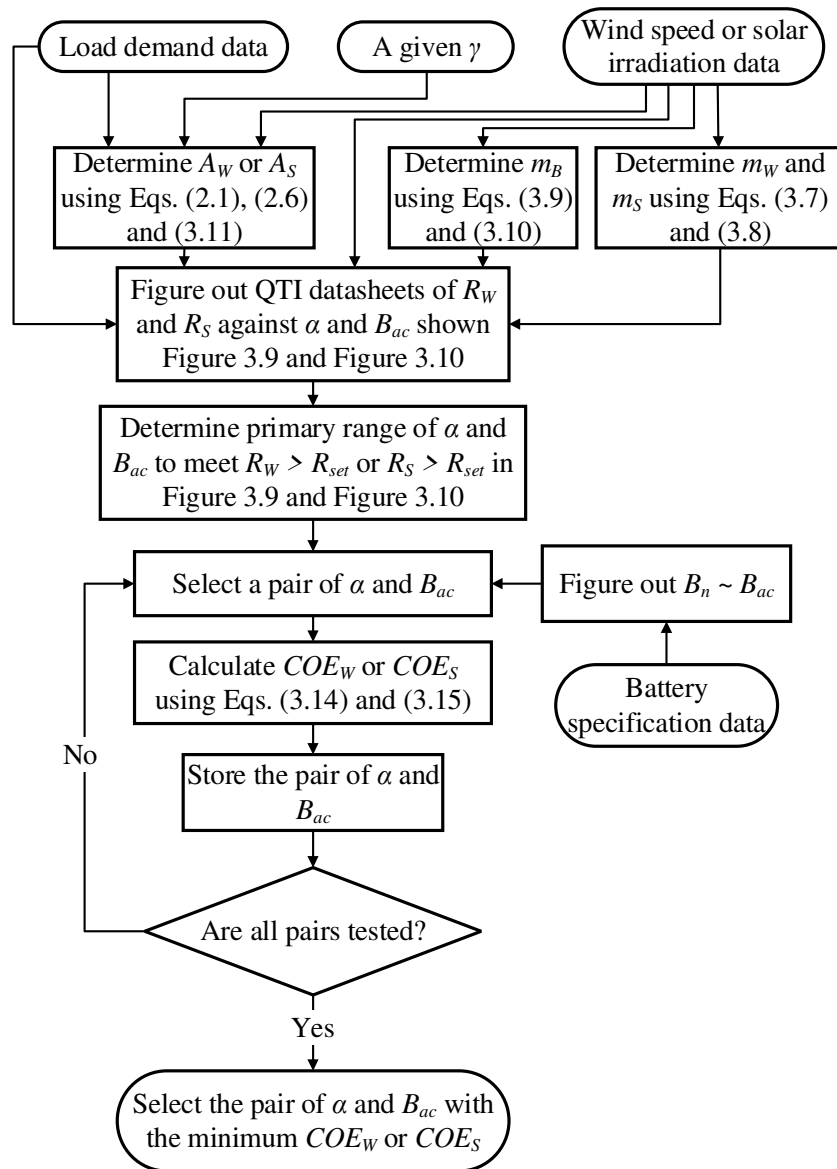 Load demand data
A given γ
Wind speed or solar
irradiation data
Determine A_W or A_S
using Eqs. (2.1), (2.6)
and (3.11)
Determine m_B
using Eqs. (3.9)
and (3.10)
Determine m_W and
m_S using Eqs. (3.7)
and (3.8)
Figure out QTI datasheets of R_W
and R_S against α and B_ac shown
Figure 3.9 and Figure 3.10
Determine primary range of α and
B_ac to meet R_W > R_set or R_S > R_set in
Figure 3.9 and Figure 3.10
Select a pair of α and B_ac
Figure out B_n ~ B_ac
Calculate COE_W or COE_S
using Eqs. (3.14) and (3.15)
Battery
specification data
No
Store the pair of α and
B_ac
Are all pairs tested?
Yes
Select the pair of α and B_ac with
the minimum COE_W or COE_S